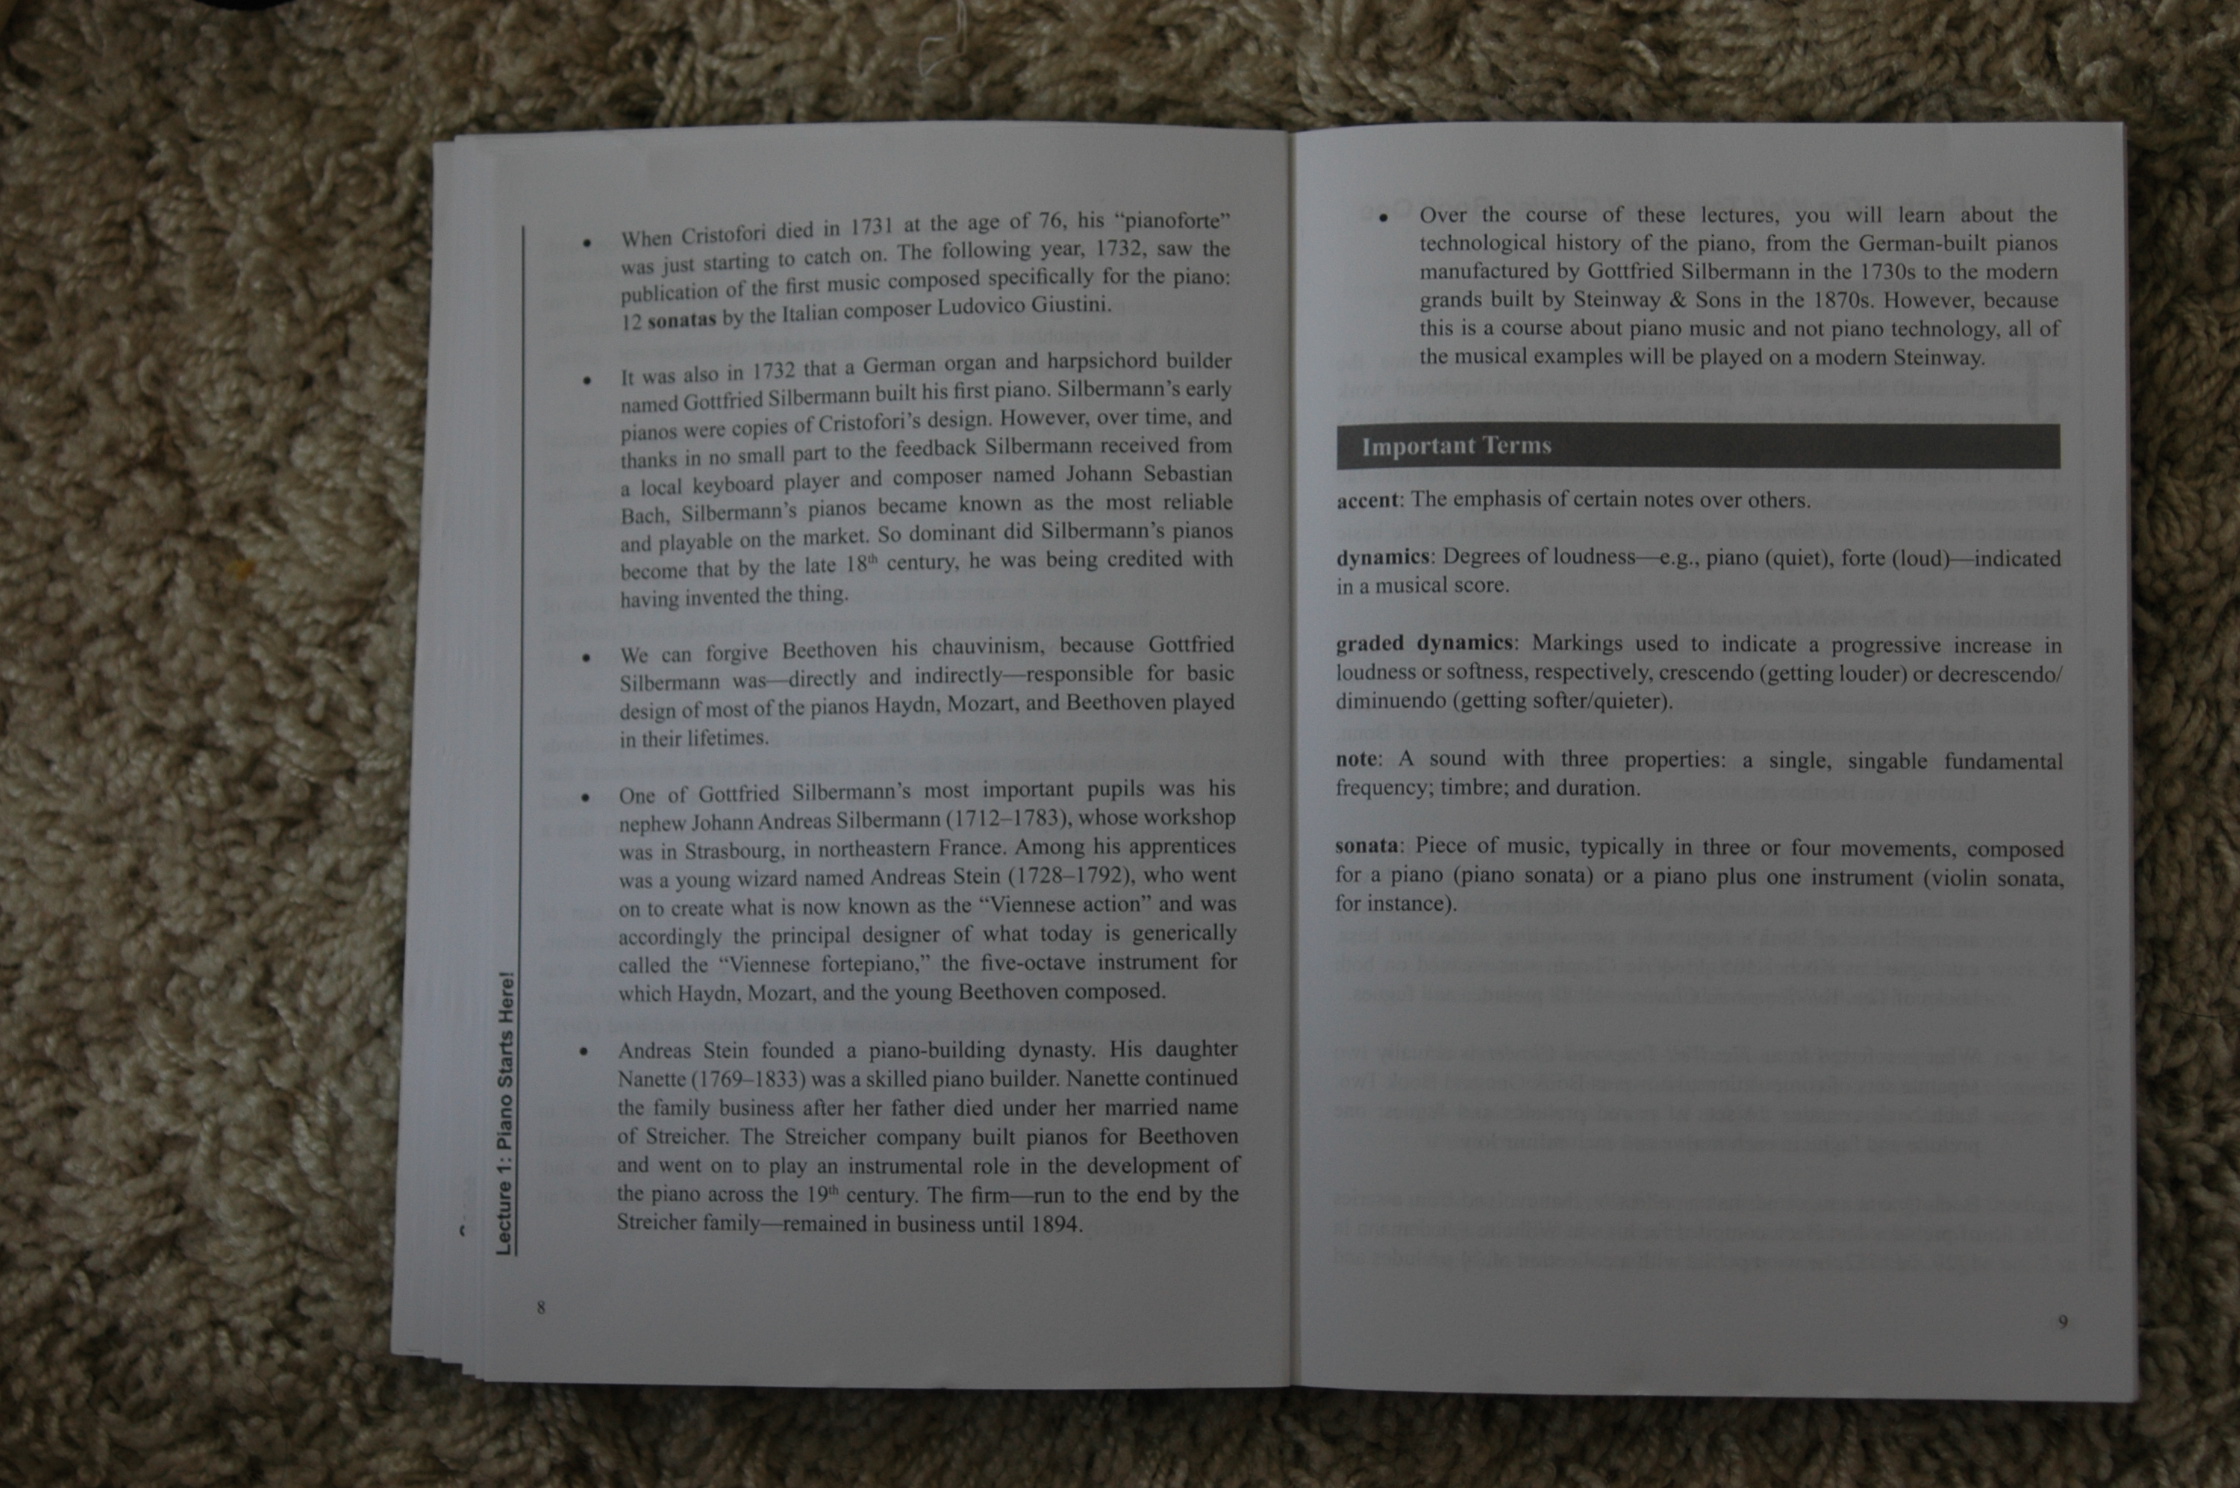 • When Cristofori died in 1731 at the age of 76, his “pianoforte”
was just starting to catch on. The following year, 1732, saw the
publication of the first music composed specifically for the piano:
12 sonatas by the Italian composer Ludovico Giustini.
• It was also in 1732 that a German organ and harpsichord builder
named Gottfried Silbermann built his first piano. Silbermann’s early
pianos were copies of Cristofori’s design. However, over time, and
thanks in no small part to the feedback Silbermann received from
a local keyboard player and composer named Johann Sebastian
Bach, Silbermann’s pianos became known as the most reliable
and playable on the market. So dominant did Silbermann’s pianos
become that by the late 18th century, he was being credited with
having invented the thing.
• We can forgive Beethoven his chauvinism, because Gottfried
Silbermann was—directly and indirectly—responsible for basic
design of most of the pianos Haydn, Mozart, and Beethoven played
in their lifetimes.
• One of Gottfried Silbermann’s most important pupils was his
nephew Johann Andreas Silbermann (1712–1783), whose workshop
was in Strasbourg, in northeastern France. Among his apprentices
was a young wizard named Andreas Stein (1728–1792), who went
on to create what is now known as the “Viennese action” and was
accordingly the principal designer of what today is generically
called the “Viennese fortepiano,” the five-octave instrument for
which Haydn, Mozart, and the young Beethoven composed.
• Andreas Stein founded a piano-building dynasty. His daughter
Nanette (1769–1833) was a skilled piano builder. Nanette continued
the family business after her father died under her married name
of Streicher. The Streicher company built pianos for Beethoven
and went on to play an instrumental role in the development of
the piano across the 19th century. The firm—run to the end by the
Streicher family—remained in business until 1894.
Lecture 1: Piano Starts Here!
8
• Over the course of these lectures, you will learn about the
technological history of the piano, from the German-built pianos
manufactured by Gottfried Silbermann in the 1730s to the modern
grands built by Steinway & Sons in the 1870s. However, because
this is a course about piano music and not piano technology, all of
the musical examples will be played on a modern Steinway.
Important Terms
accent: The emphasis of certain notes over others.
dynamics: Degrees of loudness—e.g., piano (quiet), forte (loud)—indicated
in a musical score.
graded dynamics: Markings used to indicate a progressive increase in
loudness or softness, respectively, crescendo (getting louder) or decrescendo/
diminuendo (getting softer/quieter).
note: A sound with three properties: a single, singable fundamental
frequency; timbre; and duration.
sonata: Piece of music, typically in three or four movements, composed
for a piano (piano sonata) or a piano plus one instrument (violin sonata,
for instance).
9